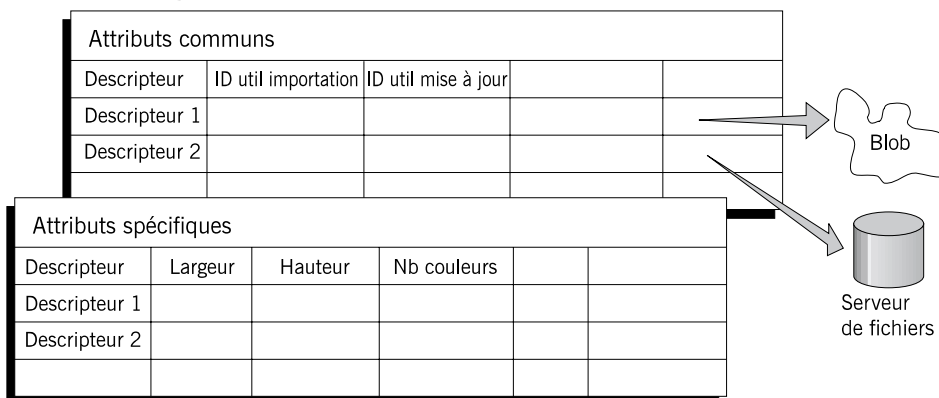 Attributs communs
Descripteur ID util importation ID util mise à jour
Descripteur 1
Descripteur 2
Blob
Attributs spécifiques
Descripteur Largeur Hauteur Nb couleurs
Descripteur 1
Descripteur 2
Serveur
de fichiers